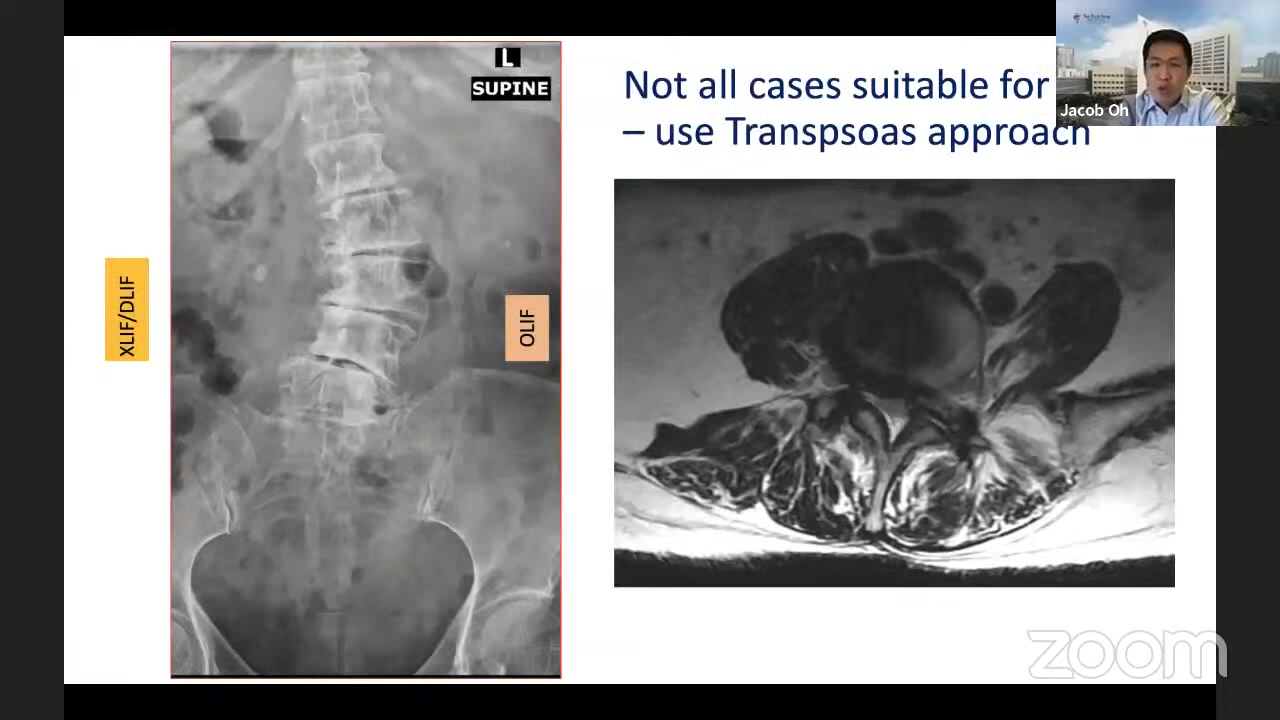 L
SUPINE
XLIF/DLIF
OLIF
Not all cases suitable for
– use Transpsoas approach
Jacob Oh
zoom